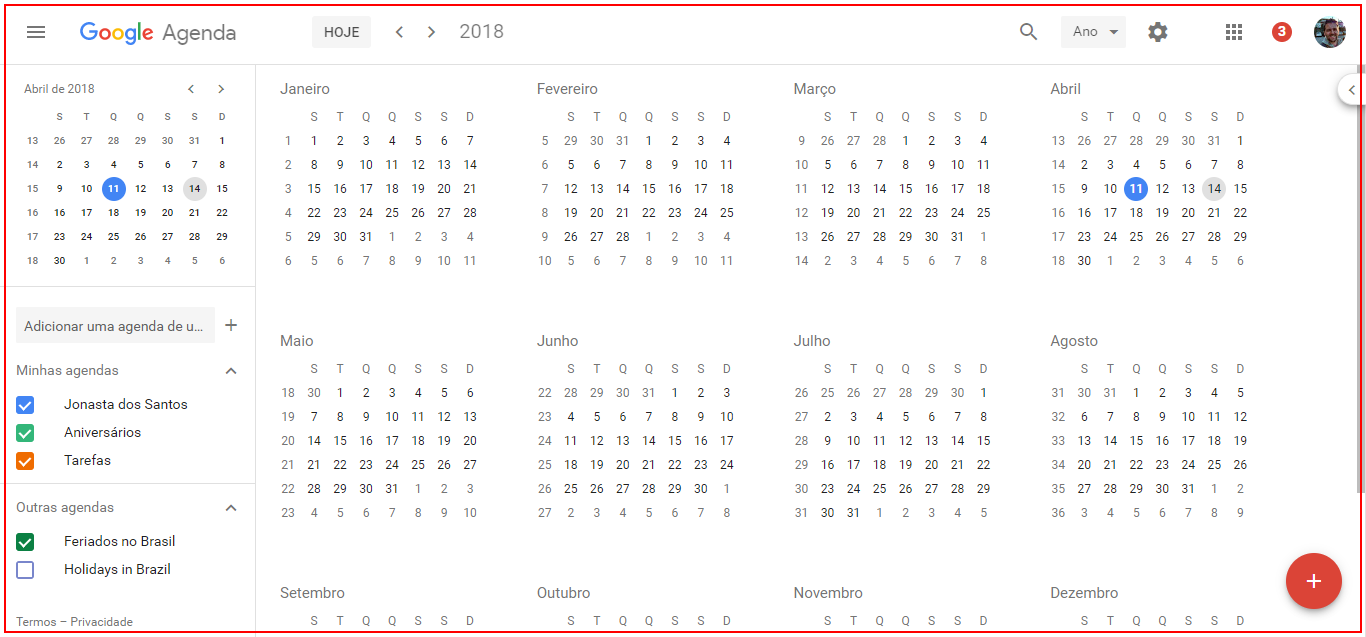 Google Agenda HOJE 2018 Ano 3
Abril de 2018
S T Q Q S S D
13 26 27 28 29 30 31 1
14 2 3 4 5 6 7 8
15 9 10 11 12 13 14 15
16 16 17 18 19 20 21 22
17 23 24 25 26 27 28 29
18 30 1 2 3 4 5 6
Adicionar uma agenda de u...
Minhas agendas
Jonasta dos Santos
Aniversários
Tarefas
Outras agendas
Feriados no Brasil
Holidays in Brazil
Termos – Privacidade
Janeiro
S T Q Q S S D
1 1 2 3 4 5 6 7
2 8 9 10 11 12 13 14
3 15 16 17 18 19 20 21
4 22 23 24 25 26 27 28
5 29 30 31 1 2 3 4
6 5 6 7 8 9 10 11
Fevereiro
S T Q Q S S D
5 29 30 31 1 2 3 4
6 5 6 7 8 9 10 11
7 12 13 14 15 16 17 18
8 19 20 21 22 23 24 25
9 26 27 28 1 2 3 4
10 5 6 7 8 9 10 11
Março
S T Q Q S S D
9 26 27 28 1 2 3 4
10 5 6 7 8 9 10 11
11 12 13 14 15 16 17 18
12 19 20 21 22 23 24 25
13 26 27 28 29 30 31 1
14 2 3 4 5 6 7 8
Abril
S T Q Q S S D
13 26 27 28 29 30 31 1
14 2 3 4 5 6 7 8
15 9 10 11 12 13 14 15
16 16 17 18 19 20 21 22
17 23 24 25 26 27 28 29
18 30 1 2 3 4 5 6
Maio
S T Q Q S S D
18 30 1 2 3 4 5 6
19 7 8 9 10 11 12 13
20 14 15 16 17 18 19 20
21 21 22 23 24 25 26 27
22 28 29 30 31 1 2 3
23 4 5 6 7 8 9 10
Junho
S T Q Q S S D
22 28 29 30 31 1 2 3
23 4 5 6 7 8 9 10
24 11 12 13 14 15 16 17
25 18 19 20 21 22 23 24
26 25 26 27 28 29 30 1
27 2 3 4 5 6 7 8
Julho
S T Q Q S S D
26 25 26 27 28 29 30 1
27 2 3 4 5 6 7 8
28 9 10 11 12 13 14 15
29 16 17 18 19 20 21 22
30 23 24 25 26 27 28 29
31 30 31 1 2 3 4 5
Agosto
S T Q Q S S D
31 30 31 1 2 3 4 5
32 6 7 8 9 10 11 12
33 13 14 15 16 17 18 19
34 20 21 22 23 24 25 26
35 27 28 29 30 31 1 2
36 3 4 5 6 7 8 9
Setembro
S T Q Q S S D
Outubro
S T Q Q S S D
Novembro
S T Q Q S S D
Dezembro
S T Q Q S S D